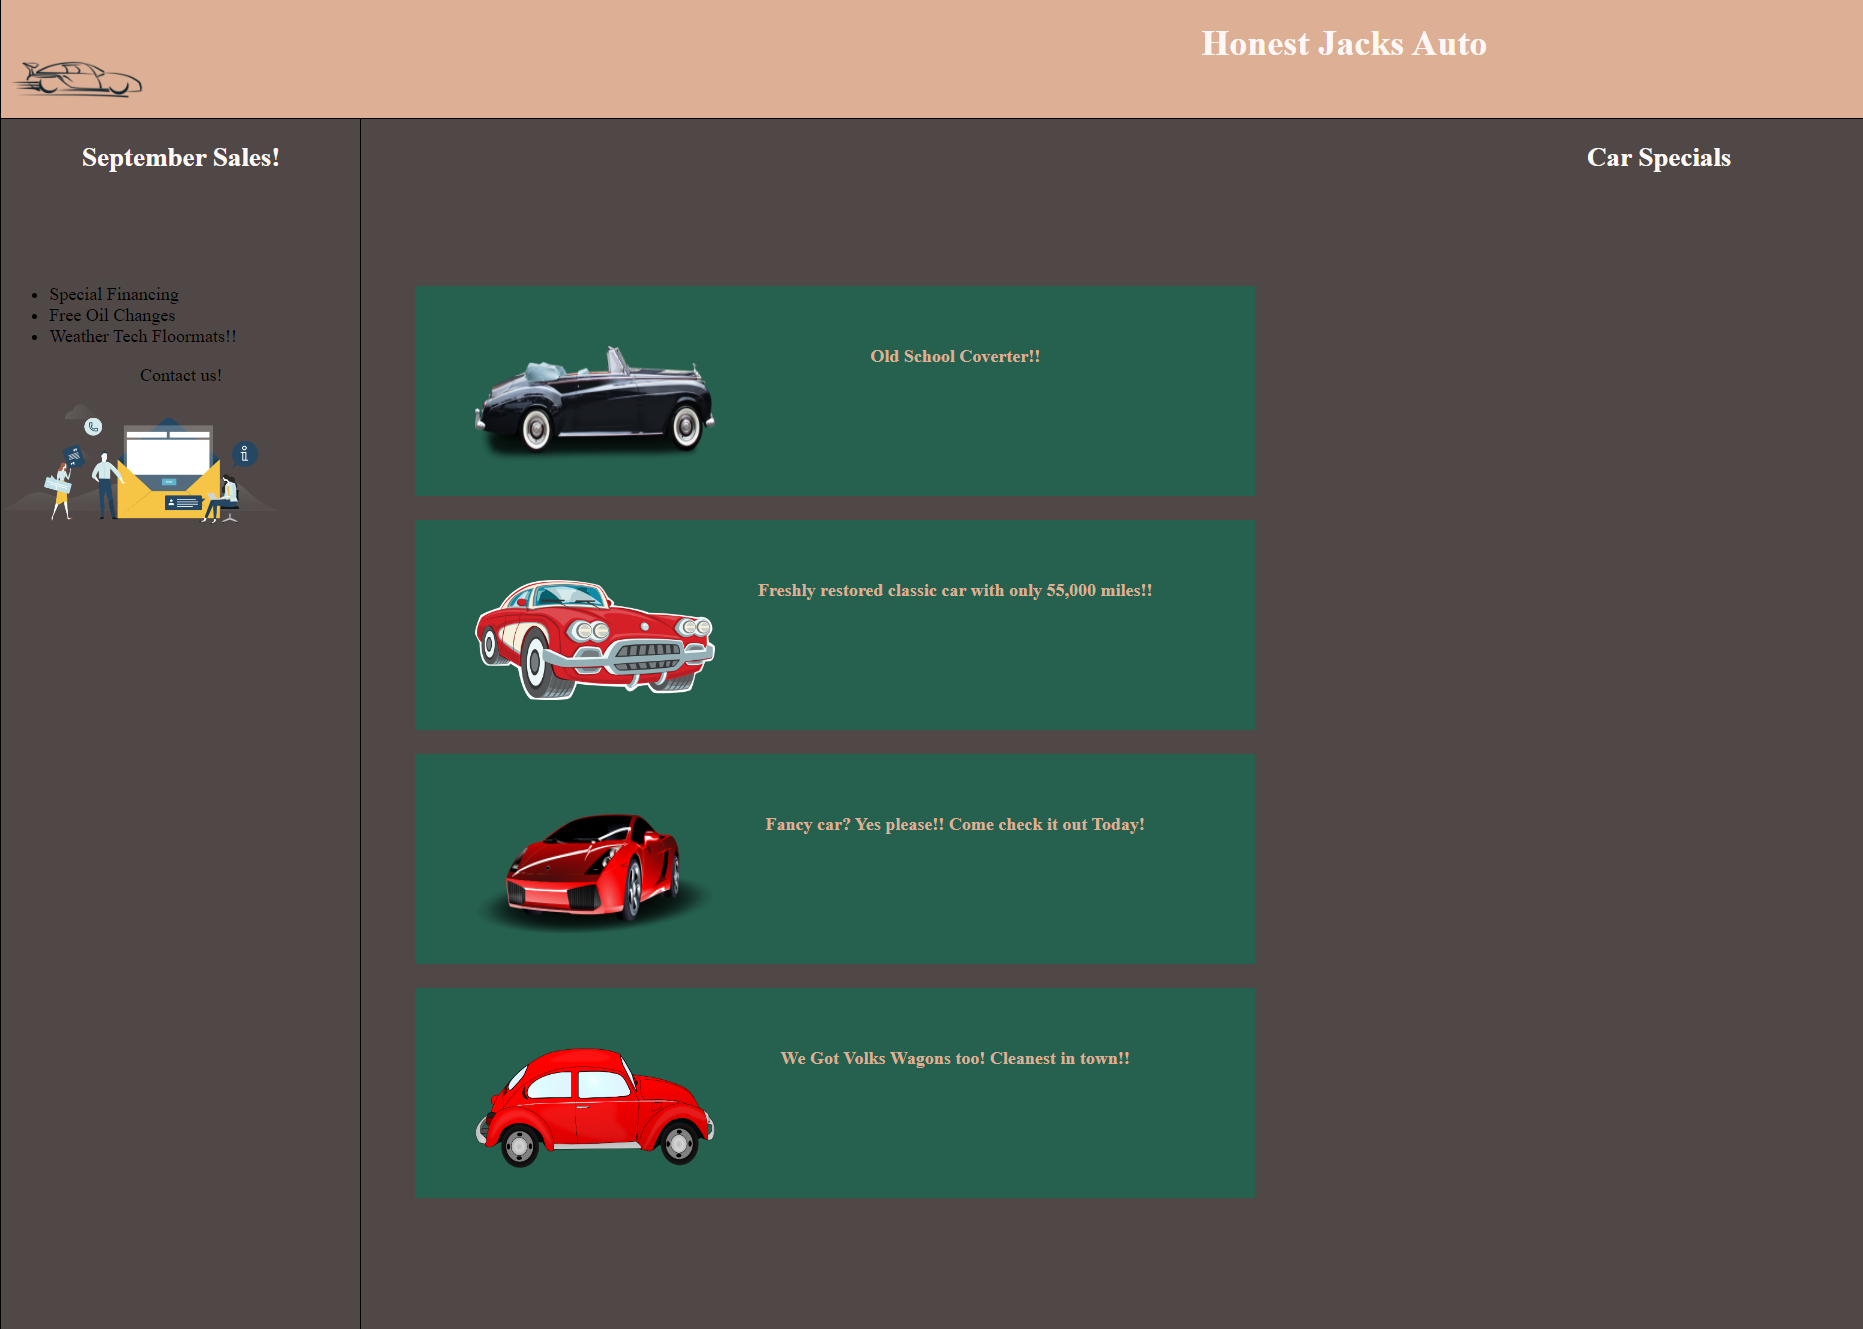 Honest Jacks Auto
September Sales!
Car Specials
Special Financing
Free Oil Changes
Weather Tech Floormats!!
Contact us!
Old School Coverter!!
Freshly restored classic car with only 55,000 miles!!
Fancy car? Yes please!! Come check it out Today!
We Got Volks Wagons too! Cleanest in town!!